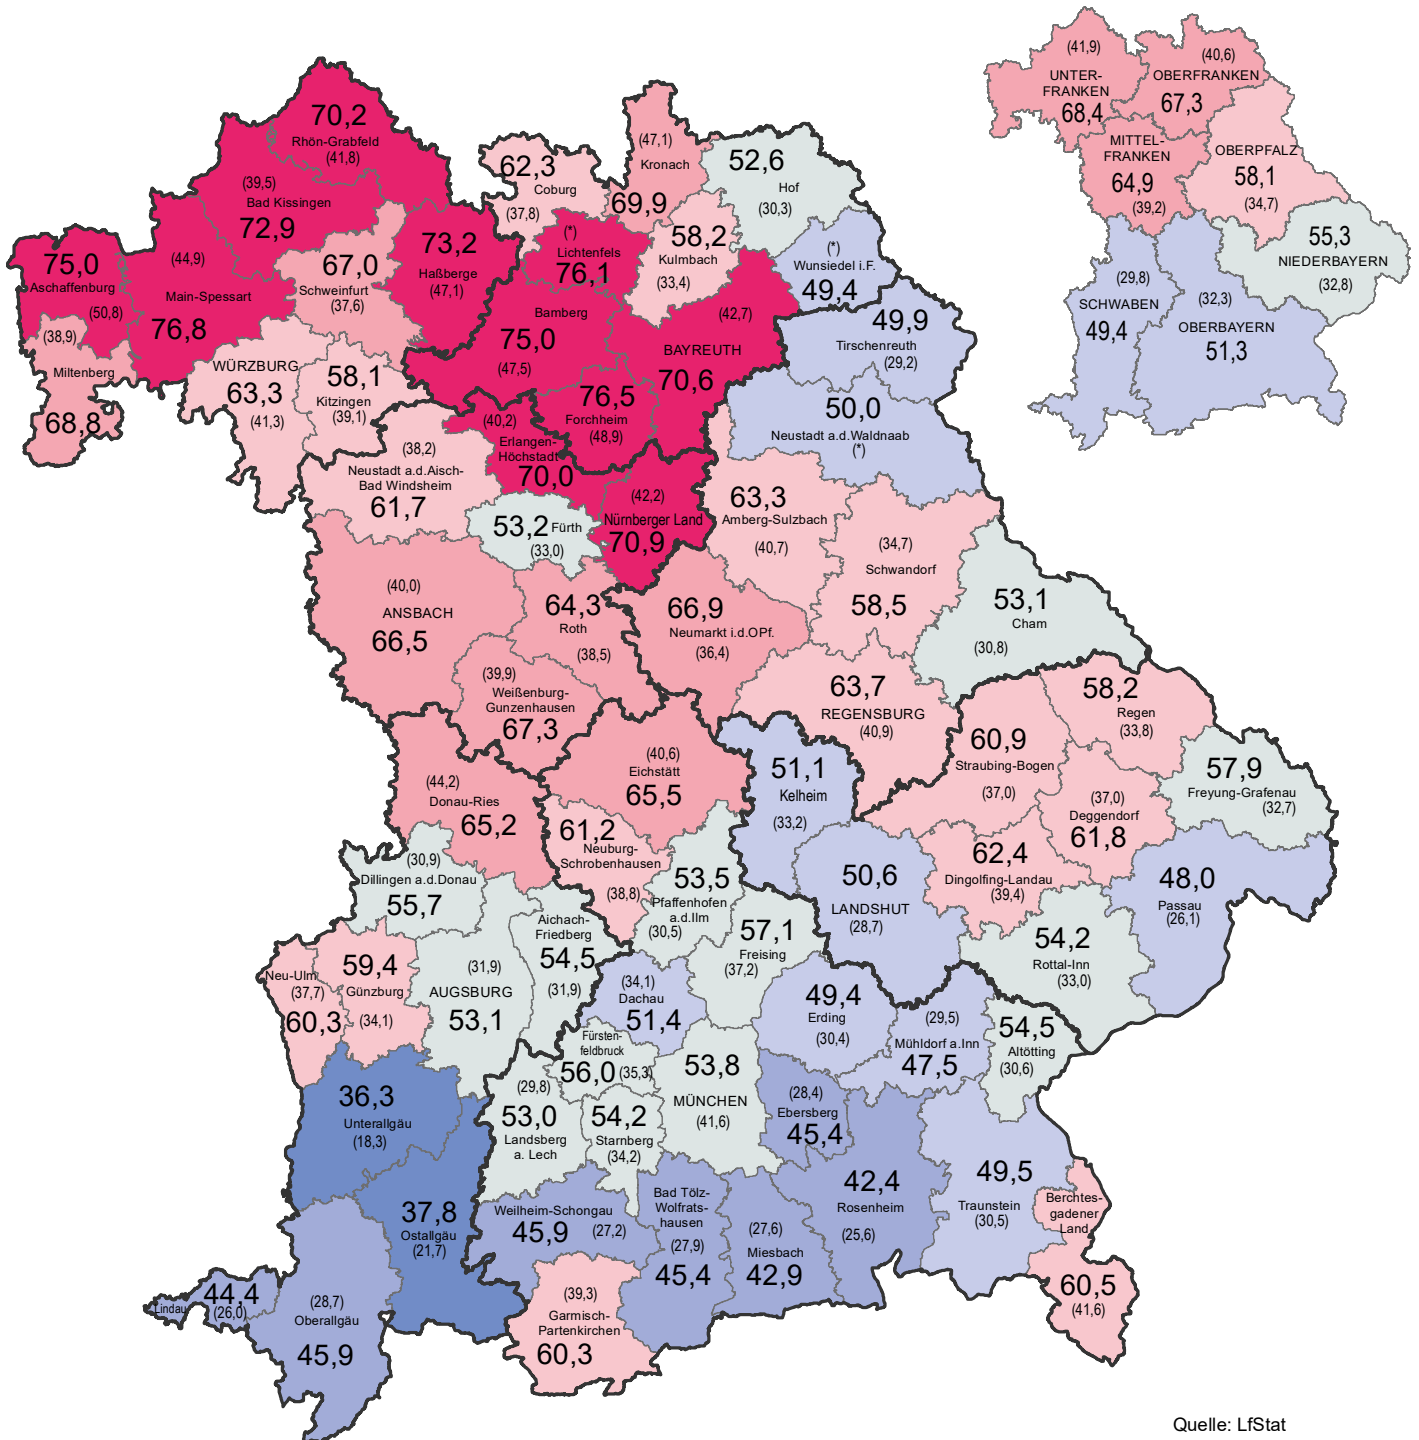 70,2
Rhön-Grabfeld
(41,8)
(39,5)
Bad Kissingen
72,9
75,0
Aschaffenburg
(50,8)
(44,9)
Main-Spessart
76,8
(38,9)
Miltenberg
68,8
67,0
Schweinfurt
(37,6)
73,2
Haßberge
(47,1)
WÜRZBURG
63,3
(41,3)
58,1
Kitzingen
(39,1)
62,3
Coburg
(37,8)
(47,1)
Kronach
69,9
52,6
Hof
(30,3)
(*)
Lichtenfels
76,1
58,2
Kulmbach
(33,4)
(*)
Wunsiedel i.F.
49,4
Bamberg
75,0
(47,5)
(42,7)
BAYREUTH
70,6
76,5
Forchheim
(48,9)
49,9
Tirschenreuth
(29,2)
50,0
Neustadt a.d.Waldnaab
(*)
(40,2)
Erlangen-
Höchstadt
70,0
(38,2)
Neustadt a.d.Aisch-
Bad Windsheim
61,7
53,2 Fürth
(33,0)
(42,2)
Nürnberger Land
70,9
63,3
Amberg-Sulzbach
(40,7)
(34,7)
Schwandorf
58,5
53,1
Cham
(30,8)
(40,0)
ANSBACH
66,5
64,3
Roth
(38,5)
66,9
Neumarkt i.d.OPf.
(36,4)
(39,9)
Weißenburg-
Gunzenhausen
67,3
63,7
REGENSBURG
(40,9)
58,2
Regen
(33,8)
60,9
Straubing-Bogen
(37,0)
57,9
Freyung-Grafenau
(32,7)
(37,0)
Deggendorf
61,8
(40,6)
Eichstätt
65,5
51,1
Kelheim
(33,2)
(44,2)
Donau-Ries
65,2
61,2
Neuburg-
Schrobenhausen
(38,8)
62,4
Dingolfing-Landau
(39,4)
48,0
Passau
(26,1)
50,6
LANDSHUT
(28,7)
53,5
Pfaffenhofen
a.d.Ilm
(30,5)
(30,9)
Dillingen a.d.Donau
55,7
54,2
Rottal-Inn
(33,0)
57,1
Freising
(37,2)
Aichach-
Friedberg
54,5
(31,9)
Neu-Ulm
(37,7)
60,3
59,4
Günzburg
(34,1)
(31,9)
AUGSBURG
53,1
(34,1)
Dachau
51,4
49,4
Erding
(30,4)
(29,5)
Mühldorf a.Inn
47,5
54,5
Altötting
(30,6)
Fürsten-
feldbruck
56,0 (35,3)
53,8
MÜNCHEN
(41,6)
(28,4)
Ebersberg
45,4
36,3
Unterallgäu
(18,3)
(29,8)
53,0
Landsberg
a. Lech
54,2
Starnberg
(34,2)
42,4
Rosenheim
(25,6)
49,5
Traunstein
(30,5)
Berchtes-
gadener
Land
60,5
(41,6)
37,8
Ostallgäu
(21,7)
Weilheim-Schongau
45,9 (27,2)
Bad Tölz-
Wolfrats-
hausen
(27,9)
45,4
(27,6)
Miesbach
42,9
44,4
Lindau
(26,0)
(28,7)
Oberallgäu
45,9
(39,3)
Garmisch-
Partenkirchen
60,3
(41,9)
UNTER-
FRANKEN
68,4
(40,6)
OBERFRANKEN
67,3
MITTEL-
FRANKEN
64,9
(39,2)
OBERPFALZ
58,1
(34,7)
55,3
NIEDERBAYERN
(32,8)
(29,8)
SCHWABEN
49,4
(32,3)
OBERBAYERN
51,3
Quelle: LfStat